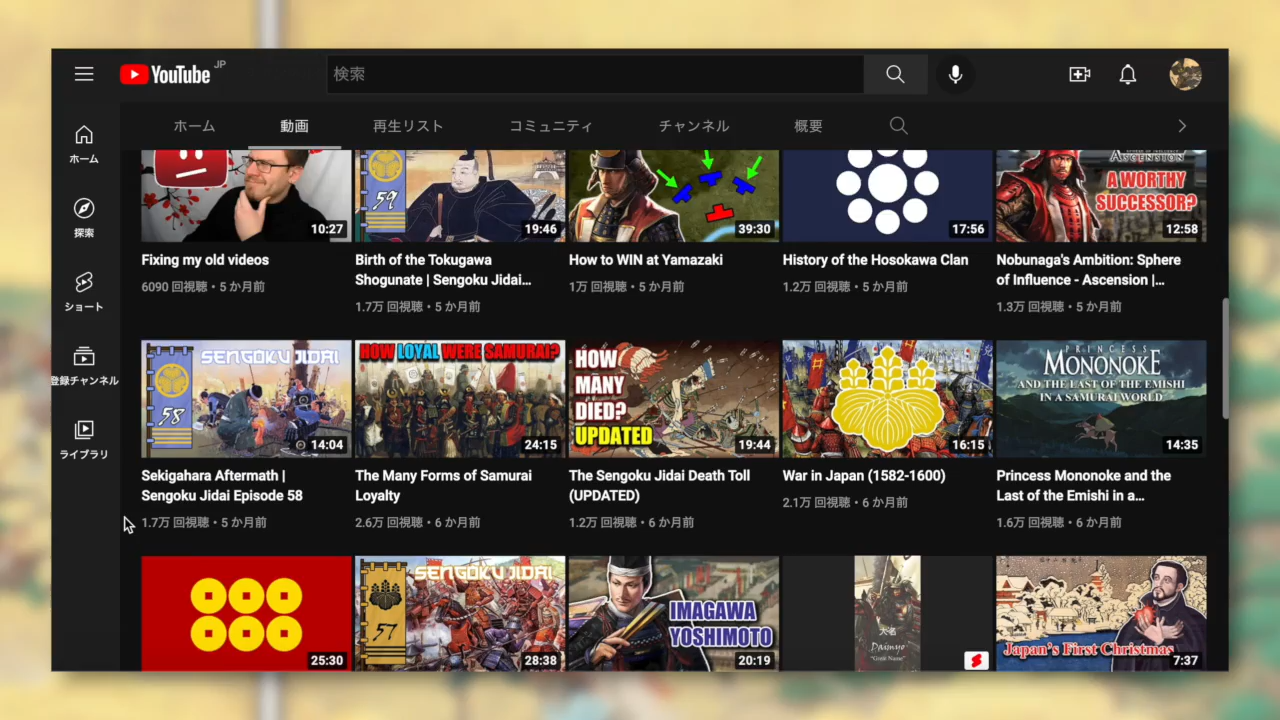 YouTube JP
検索
ホーム
動画
再生リスト
コミュニティ
チャンネル
概要
ホーム
探索
ショート
登録チャンネル
ライブラリ
59
ASCENSION
A WORTHY
SUCCESSOR?
10:27
19:46
39:30
17:56
12:58
Fixing my old videos
6090 回視聴・5 か月前
Birth of the Tokugawa
Shogunate | Sengoku Jidai...
1.7万 回視聴・5 か月前
How to WIN at Yamazaki
1万 回視聴・5 か月前
History of the Hosokawa Clan
1.2万 回視聴・5 か月前
Nobunaga's Ambition: Sphere
of Influence - Ascension |...
1.3万 回視聴・5 か月前
SENGOKU JIDAI
58
14:04
HOW LOYAL WERE SAMURAI?
24:15
HOW
MANY
DIED?
UPDATED
19:44
16:15
PRINCESS
MONONOKE
AND THE LAST OF THE EMISHI
IN A SAMURAI WORLD
14:35
Sekigahara Aftermath |
Sengoku Jidai Episode 58
1.7万 回視聴・5 か月前
The Many Forms of Samurai
Loyalty
2.6万 回視聴・6 か月前
The Sengoku Jidai Death Toll
(UPDATED)
1.2万 回視聴・6 か月前
War in Japan (1582-1600)
2.1万 回視聴・6 か月前
Princess Mononoke and the
Last of the Emishi in a...
1.6万 回視聴・6 か月前
25:30
SENGOKU JIDAI
57
28:38
IMAGAWA
YOSHIMOTO
20:19
大名
Daimyo
"Great Name"
Japan's First Christmas
7:37